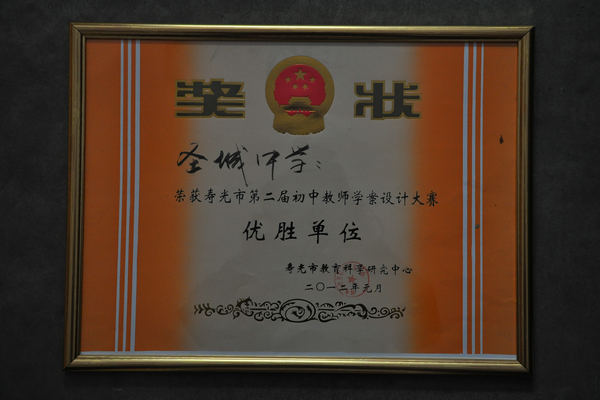 奖状
圣城中学：
荣获寿光市第二届初中教师学案设计大赛
优胜单位
寿光市教育科学研究中心
二〇一二年元月